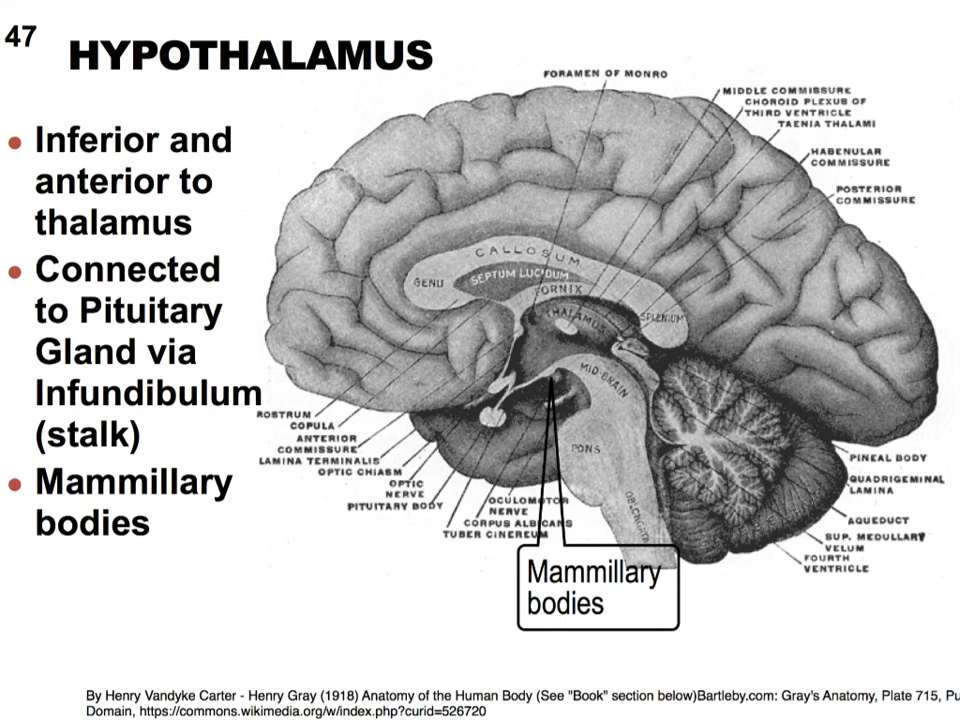 47
HYPOTHALAMUS
• Inferior and
anterior to
thalamus
• Connected
to Pituitary
Gland via
Infundibulum
(stalk)
• Mammillary
bodies
FORAMEN OF MONRO
MIDDLE COMMISSURE
CHOROID PLEXUS OF
THIRD VENTRICLE
TAENIA THALAMI
HABENULAR
COMMISSURE
POSTERIOR
COMMISSURE
CALLOSUM
GENU
SEPTUM LUCIDUM
FORNIX
THALAMUS
SPLENIUM
MID-BRAIN
PONS
OBLONGATA
ROSTRUM
COPULA
ANTERIOR
COMMISSURE
LAMINA TERMINALIS
OPTIC CHIASM
OPTIC
NERVE
PITUITARY BODY
OCULOMOTOR
NERVE
CORPUS ALBICANS
TUBER CINEREUM
PINEAL BODY
QUADRIGEMINAL
LAMINA
AQUEDUCT
SUP. MEDULLARY
VELUM
FOURTH
VENTRICLE
Mammillary
bodies
By Henry Vandyke Carter - Henry Gray (1918) Anatomy of the Human Body (See "Book" section below)Bartleby.com: Gray's Anatomy, Plate 715, Pu
Domain, https://commons.wikimedia.org/w/index.php?curid=526720